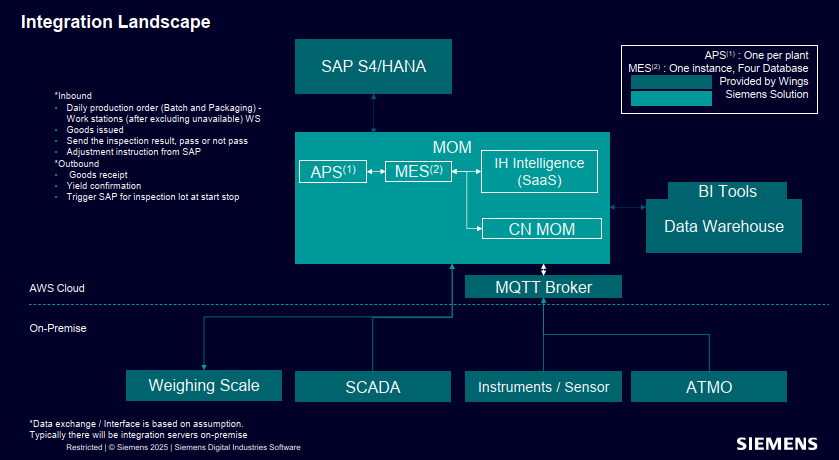 Integration Landscape
SAP S4/HANA
APS(1) : One per plant
MES(2) : One instance, Four Database
Provided by Wings
Siemens Solution
*Inbound
• Daily production order (Batch and Packaging) -
Work stations (after excluding unavailable) WS
• Goods issued
• Send the inspection result, pass or not pass
• Adjustment instruction from SAP
*Outbound
• Goods receipt
• Yield confirmation
• Trigger SAP for inspection lot at start stop
MOM
APS(1)
MES(2)
IH Intelligence
(SaaS)
CN MOM
BI Tools
Data Warehouse
MQTT Broker
AWS Cloud
On-Premise
Weighing Scale
SCADA
Instruments / Sensor
ATMO
*Data exchange / Interface is based on assumption.
Typically there will be integration servers on-premise
Restricted | © Siemens 2025 | Siemens Digital Industries Software
SIEMENS